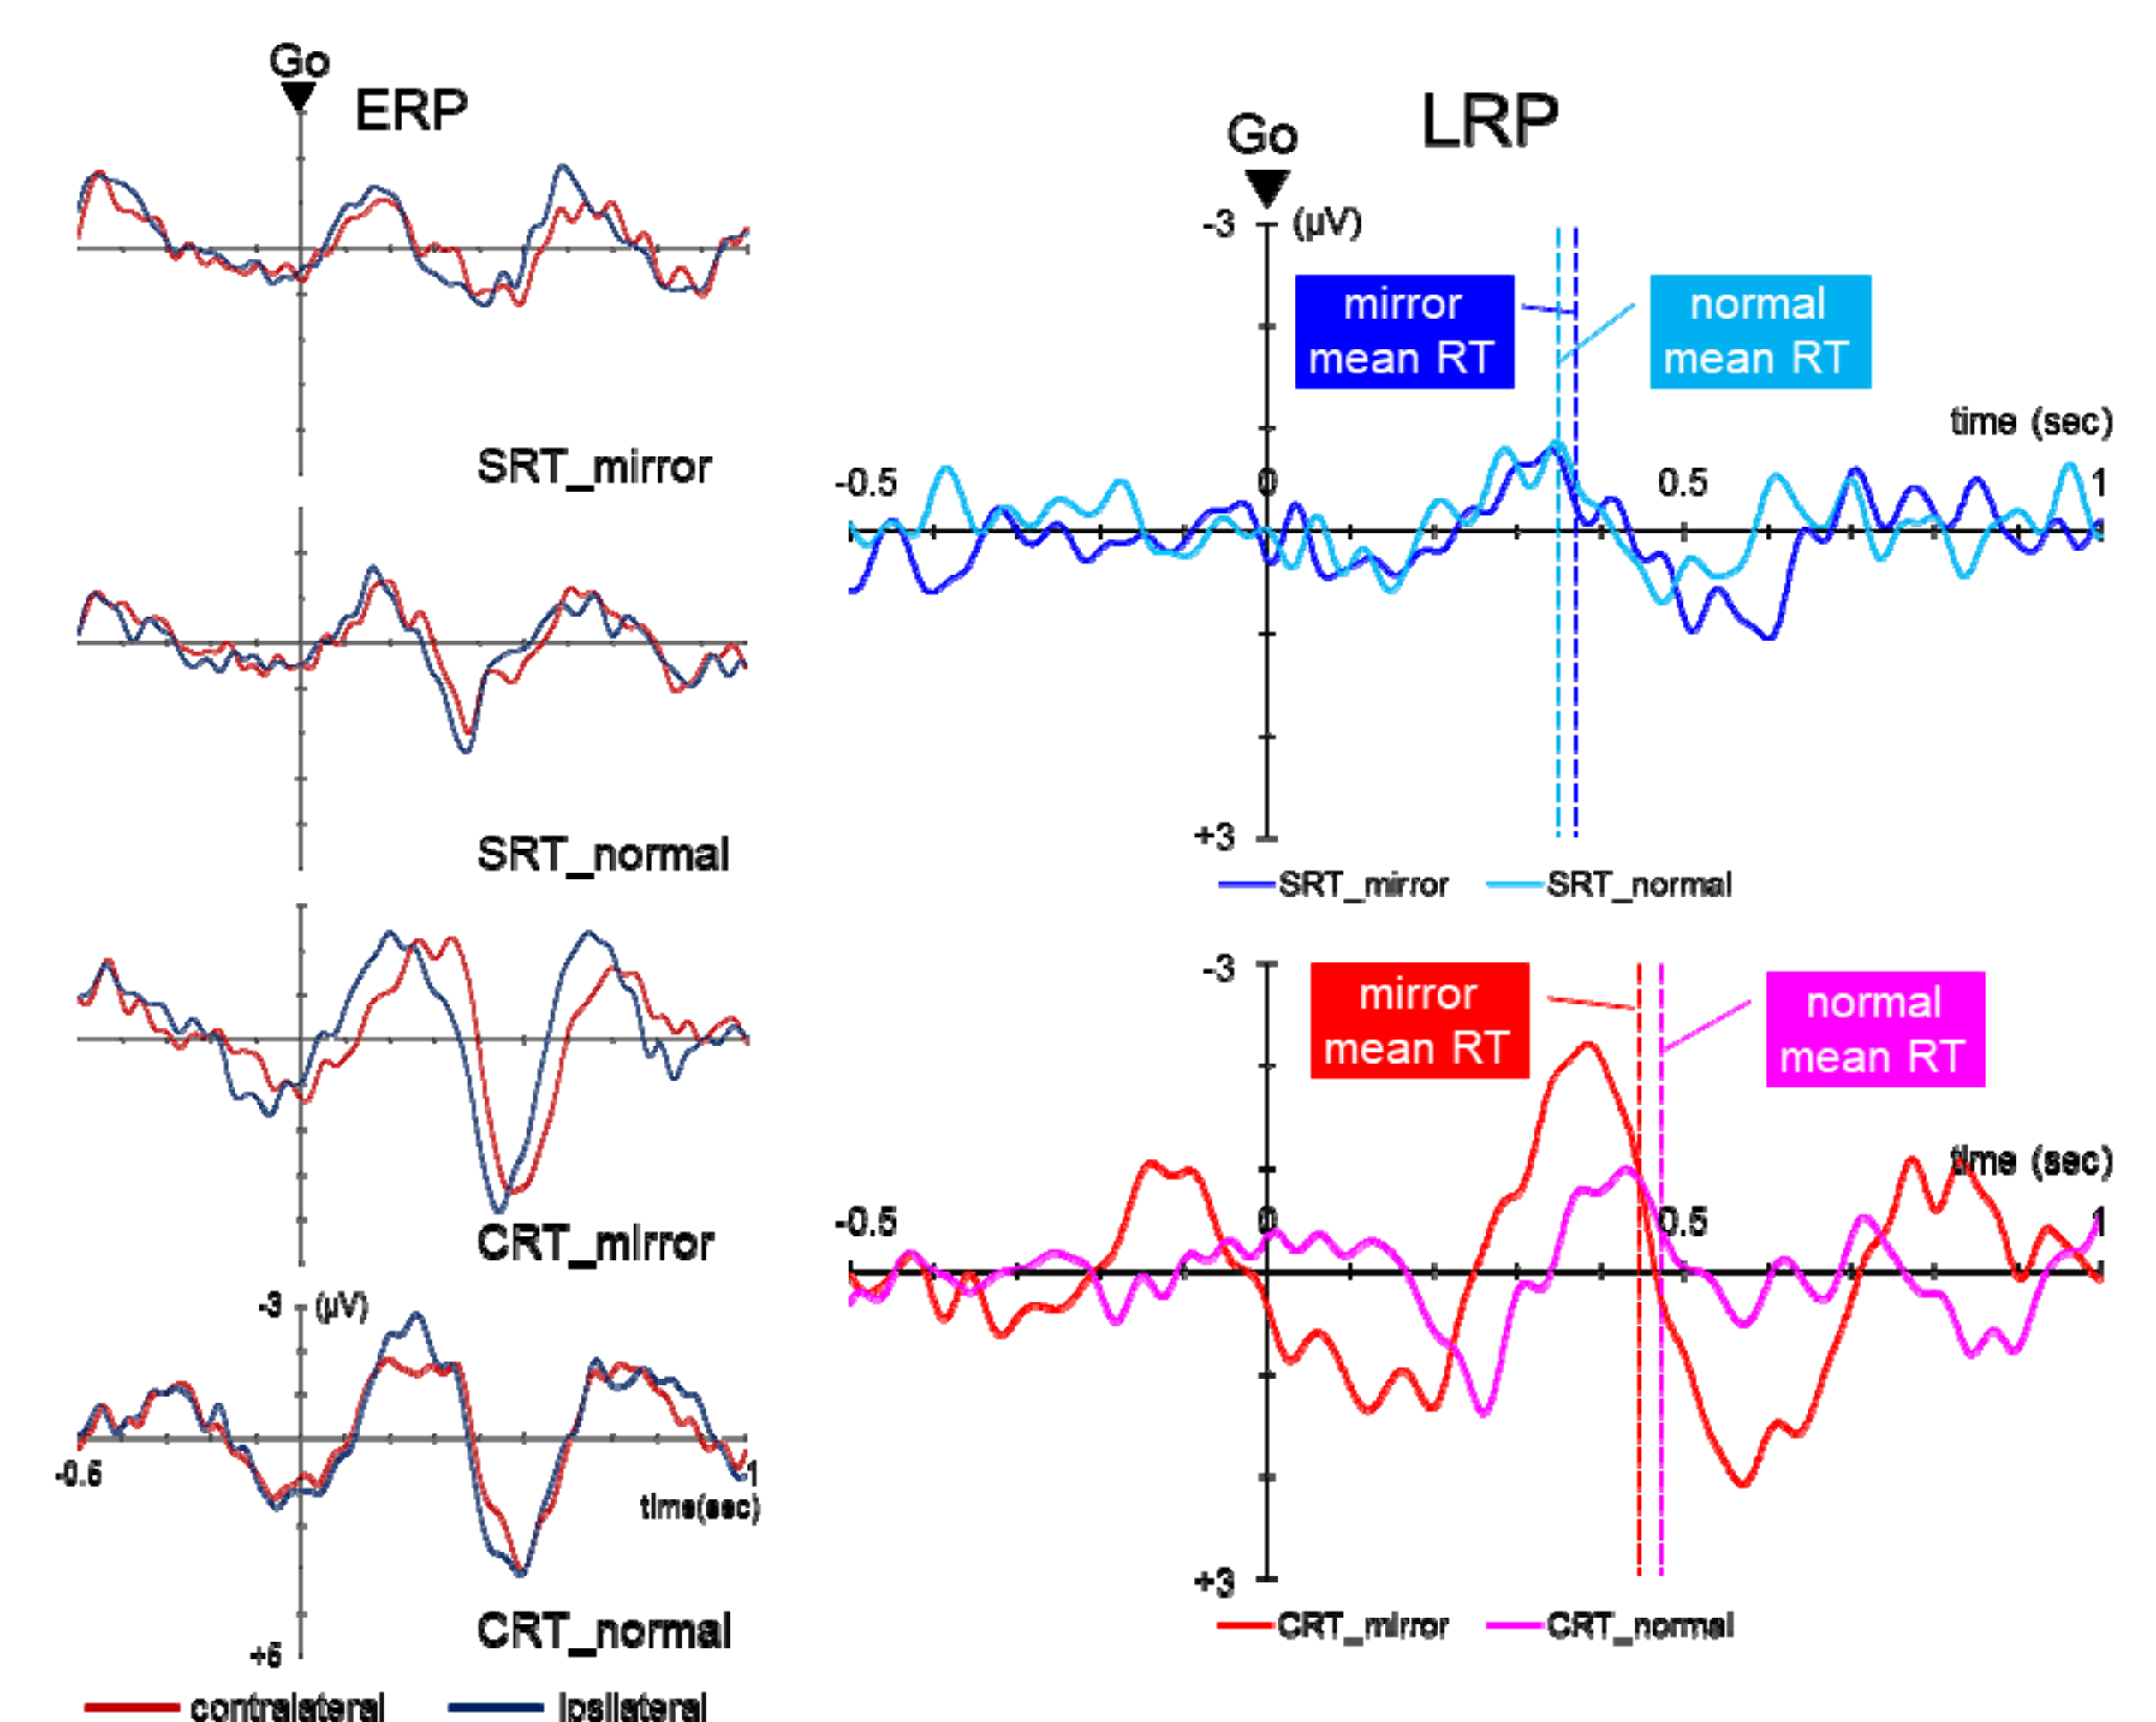 Go
ERP
SRT_mirror
SRT_normal
CRT_mirror
-3 (μV)
-0.5
1
time(sec)
CRT_normal
+5
contralateral
ipsilateral
LRP
Go
-3 (μV)
mirror
mean RT
normal
mean RT
time (sec)
-0.5
0
0.5
1
+3
SRT_mirror
SRT_normal
-3
mirror
mean RT
normal
mean RT
time (sec)
-0.5
0
0.5
1
+3
CRT_mirror
CRT_normal